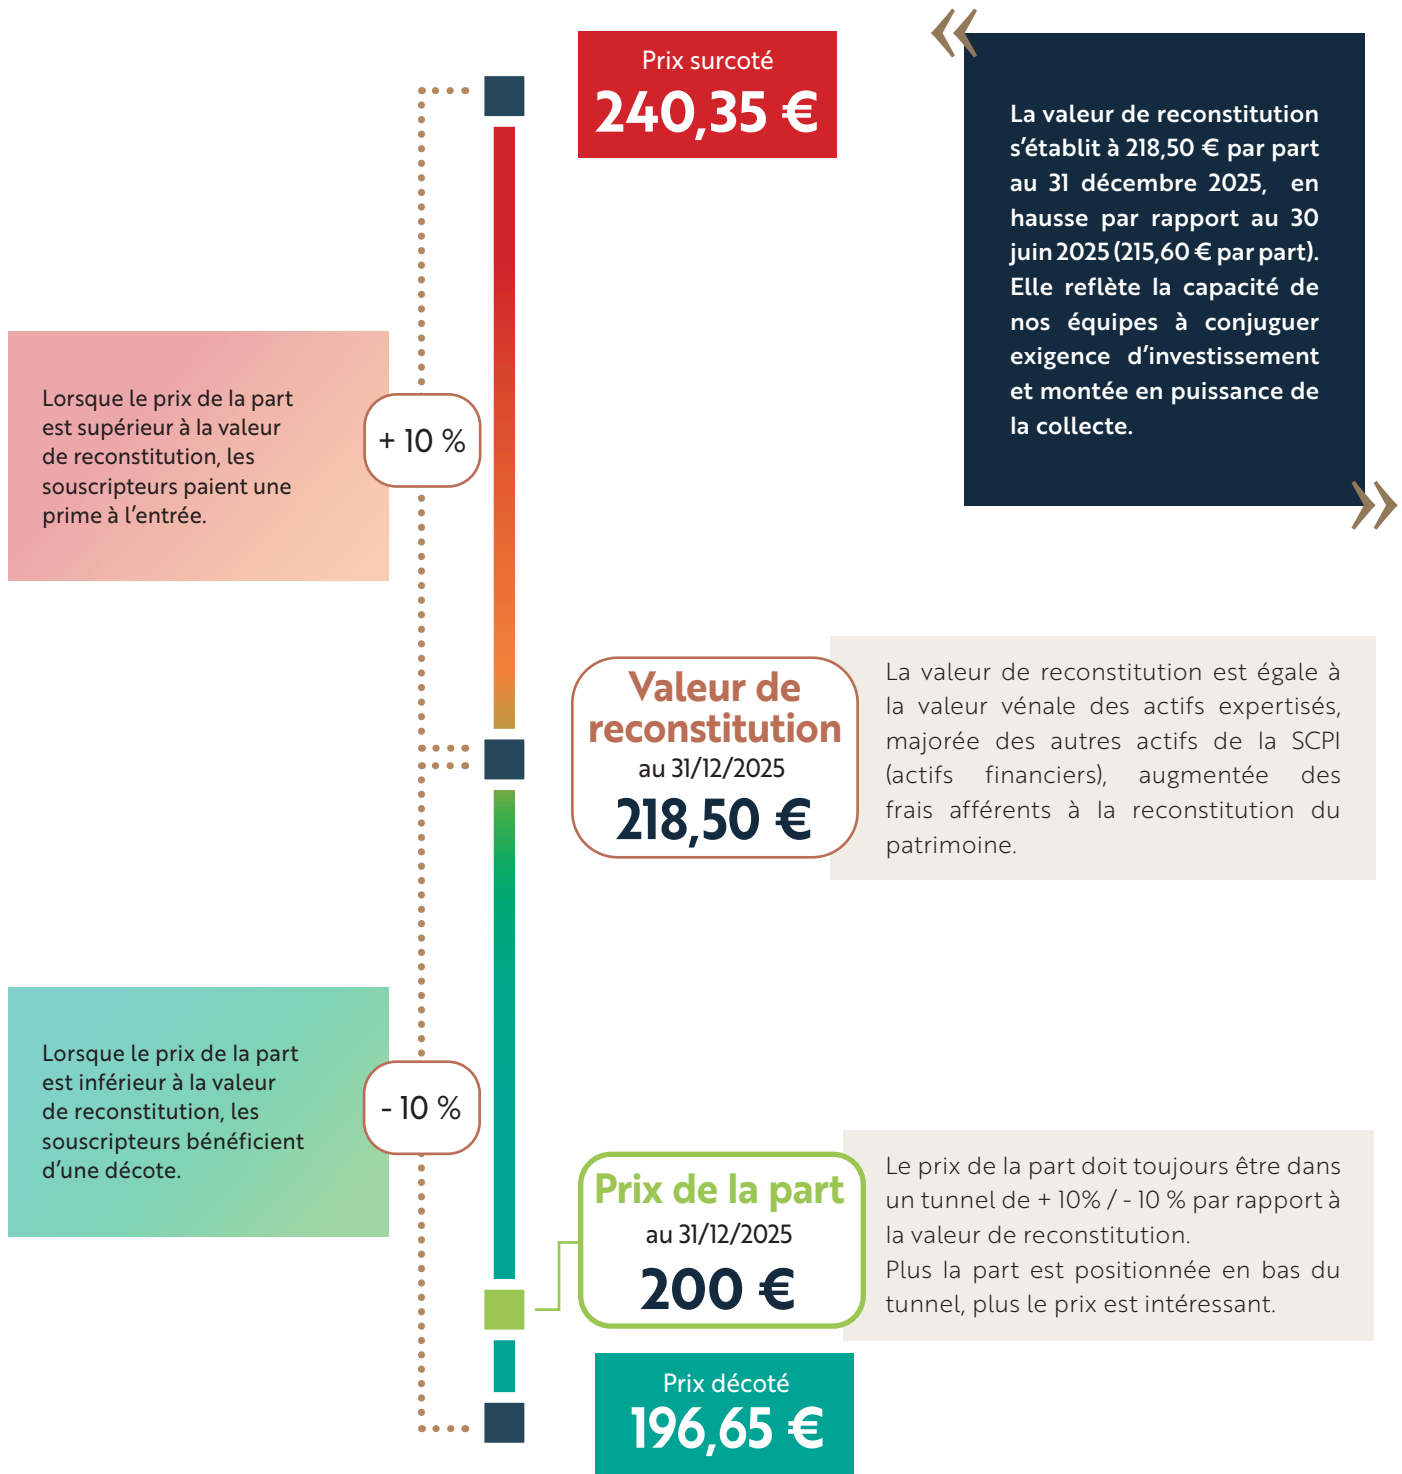 Prix surcoté
240,35 €
«
La valeur de reconstitution
s’établit à 218,50 € par part
au 31 décembre 2025, en
hausse par rapport au 30
juin 2025 (215,60 € par part).
Elle reflète la capacité de
nos équipes à conjuguer
exigence d’investissement
et montée en puissance de
la collecte.
»
Lorsque le prix de la part
est supérieur à la valeur
de reconstitution, les
souscripteurs paient une
prime à l’entrée.
+ 10 %
Valeur de
reconstitution
au 31/12/2025
218,50 €
La valeur de reconstitution est égale à
la valeur vénale des actifs expertisés,
majorée des autres actifs de la SCPI
(actifs financiers), augmentée des
frais afférents à la reconstitution du
patrimoine.
Lorsque le prix de la part
est inférieur à la valeur
de reconstitution, les
souscripteurs bénéficient
d’une décote.
- 10 %
Prix de la part
au 31/12/2025
200 €
Le prix de la part doit toujours être dans
un tunnel de + 10% / - 10 % par rapport à
la valeur de reconstitution.
Plus la part est positionnée en bas du
tunnel, plus le prix est intéressant.
Prix décoté
196,65 €